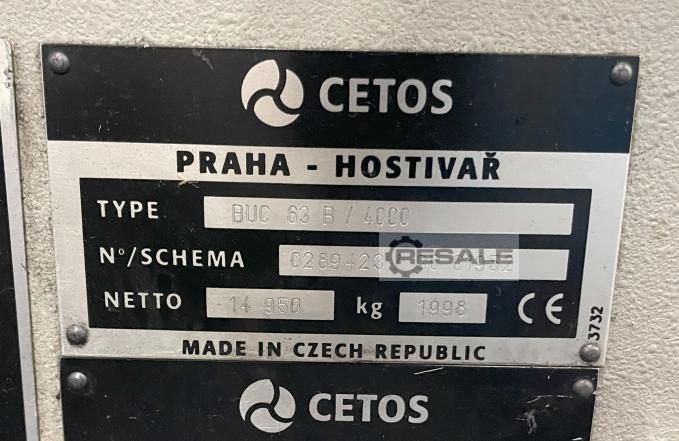 CETOS
PRAHA - HOSTIVAŘ
TYPE BUC 63 B / 4000
N°/SCHEMA
RESALE
NETTO 14 950 kg 1998 CE
3732
MADE IN CZECH REPUBLIC
CETOS